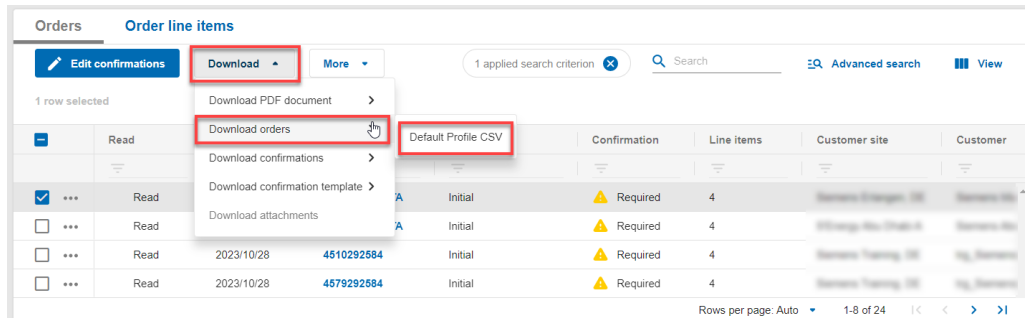 Orders Order line items
Edit confirmations Download More 1 applied search criterion Search Advanced search View
1 row selected
Download PDF document
Download orders
Default Profile CSV
Download confirmations
Download confirmation template
Download attachments
Read Confirmation Line items Customer site Customer
Read Initial Required 4
Read Initial Required 4
Read 2023/10/28 4510292584 Initial Required 4
Read 2023/10/28 4579292584 Initial Required 4
Rows per page: Auto 1-8 of 24